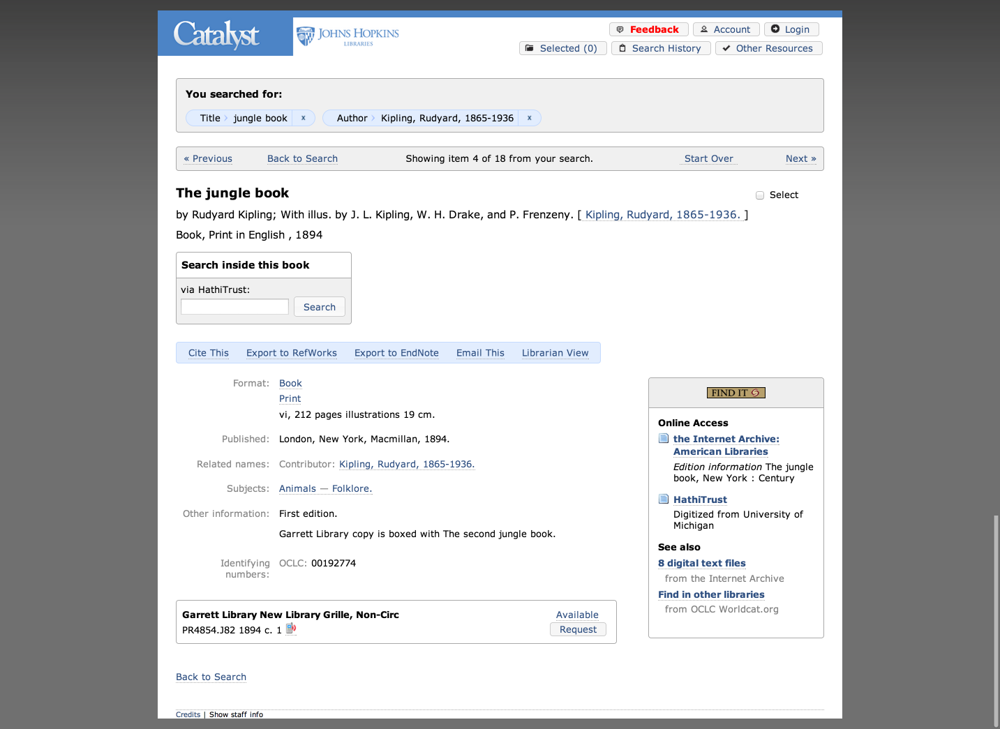 Catalyst
JOHNS HOPKINS
LIBRARIES
Feedback
Account
Login
Selected (0)
Search History
Other Resources
You searched for:
Title › jungle book x
Author › Kipling, Rudyard, 1865-1936 x
« Previous
Back to Search
Showing item 4 of 18 from your search.
Start Over
Next »
The jungle book
Select
by Rudyard Kipling; With illus. by J. L. Kipling, W. H. Drake, and P. Frenzeny. [ Kipling, Rudyard, 1865-1936. ]
Book, Print in English , 1894
Search inside this book
via HathiTrust:
Search
Cite This
Export to RefWorks
Export to EndNote
Email This
Librarian View
Format: Book
Print
vi, 212 pages illustrations 19 cm.
Published: London, New York, Macmillan, 1894.
Related names: Contributor: Kipling, Rudyard, 1865-1936.
Subjects: Animals — Folklore.
Other information: First edition.
Garrett Library copy is boxed with The second jungle book.
Identifying numbers: OCLC: 00192774
Garrett Library New Library Grille, Non-Circ
Available
PR4854.J82 1894 c. 1
Request
FIND IT
Online Access
the Internet Archive:
American Libraries
Edition information The jungle
book, New York : Century
HathiTrust
Digitized from University of
Michigan
See also
8 digital text files
from the Internet Archive
Find in other libraries
from OCLC Worldcat.org
Back to Search
Credits | Show staff info